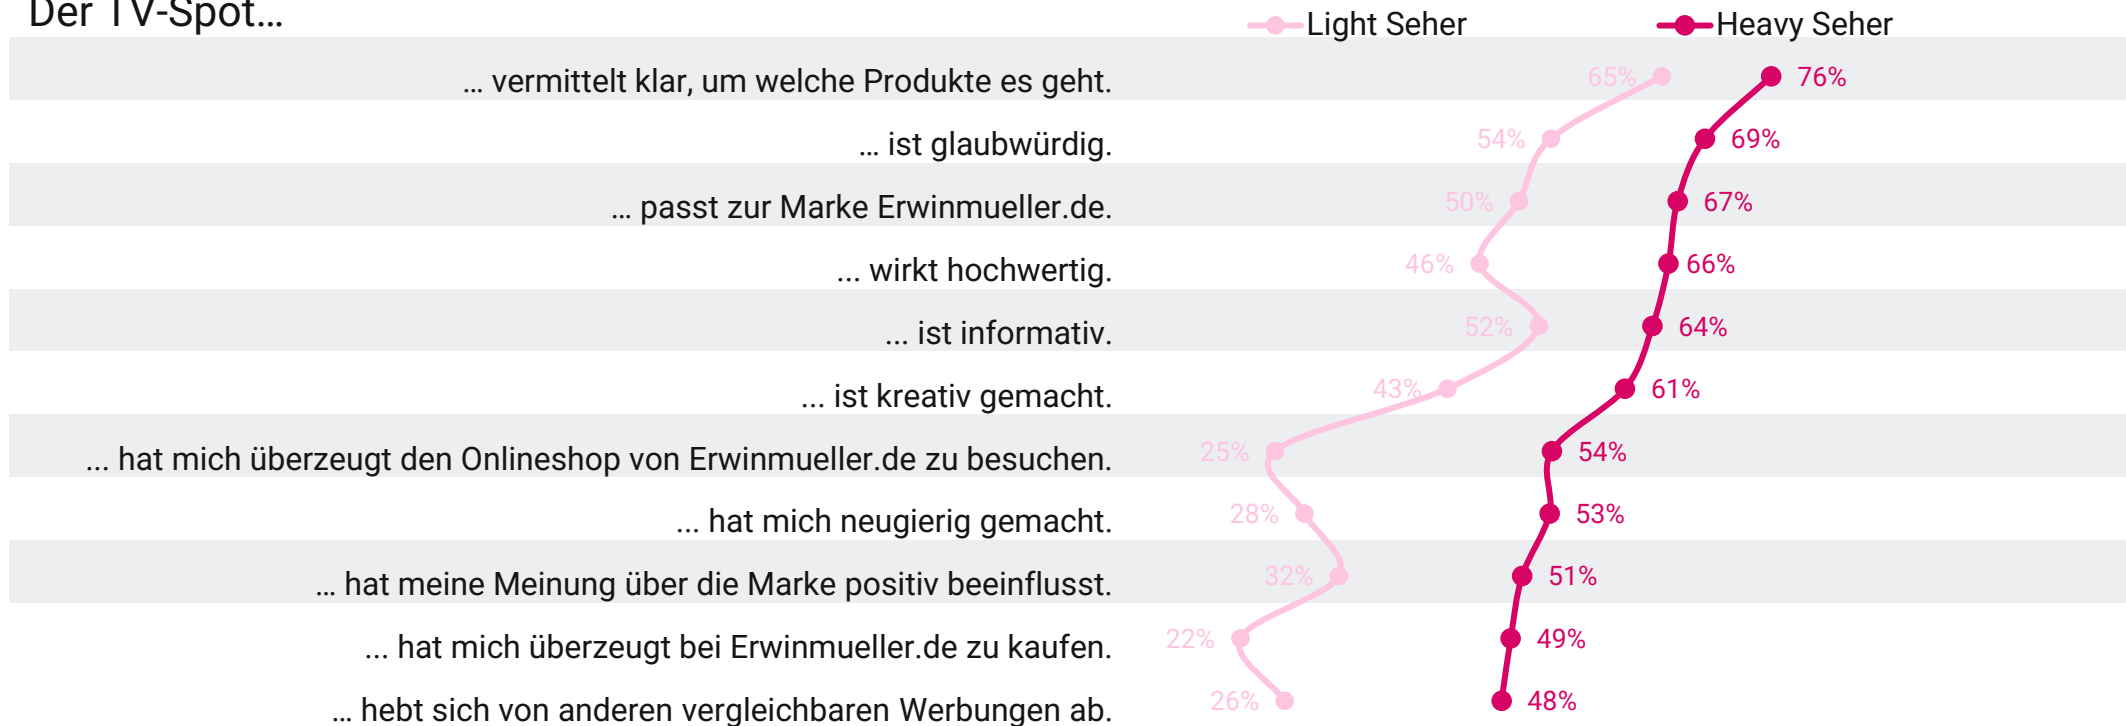 Der TV-Spot…
Light Seher Heavy Seher
… vermittelt klar, um welche Produkte es geht. 65% 76%
… ist glaubwürdig. 54% 69%
… passt zur Marke Erwinmueller.de. 50% 67%
... wirkt hochwertig. 46% 66%
... ist informativ. 52% 64%
... ist kreativ gemacht. 43% 61%
... hat mich überzeugt den Onlineshop von Erwinmueller.de zu besuchen. 25% 54%
... hat mich neugierig gemacht. 28% 53%
… hat meine Meinung über die Marke positiv beeinflusst. 32% 51%
... hat mich überzeugt bei Erwinmueller.de zu kaufen. 22% 49%
… hebt sich von anderen vergleichbaren Werbungen ab. 26% 48%